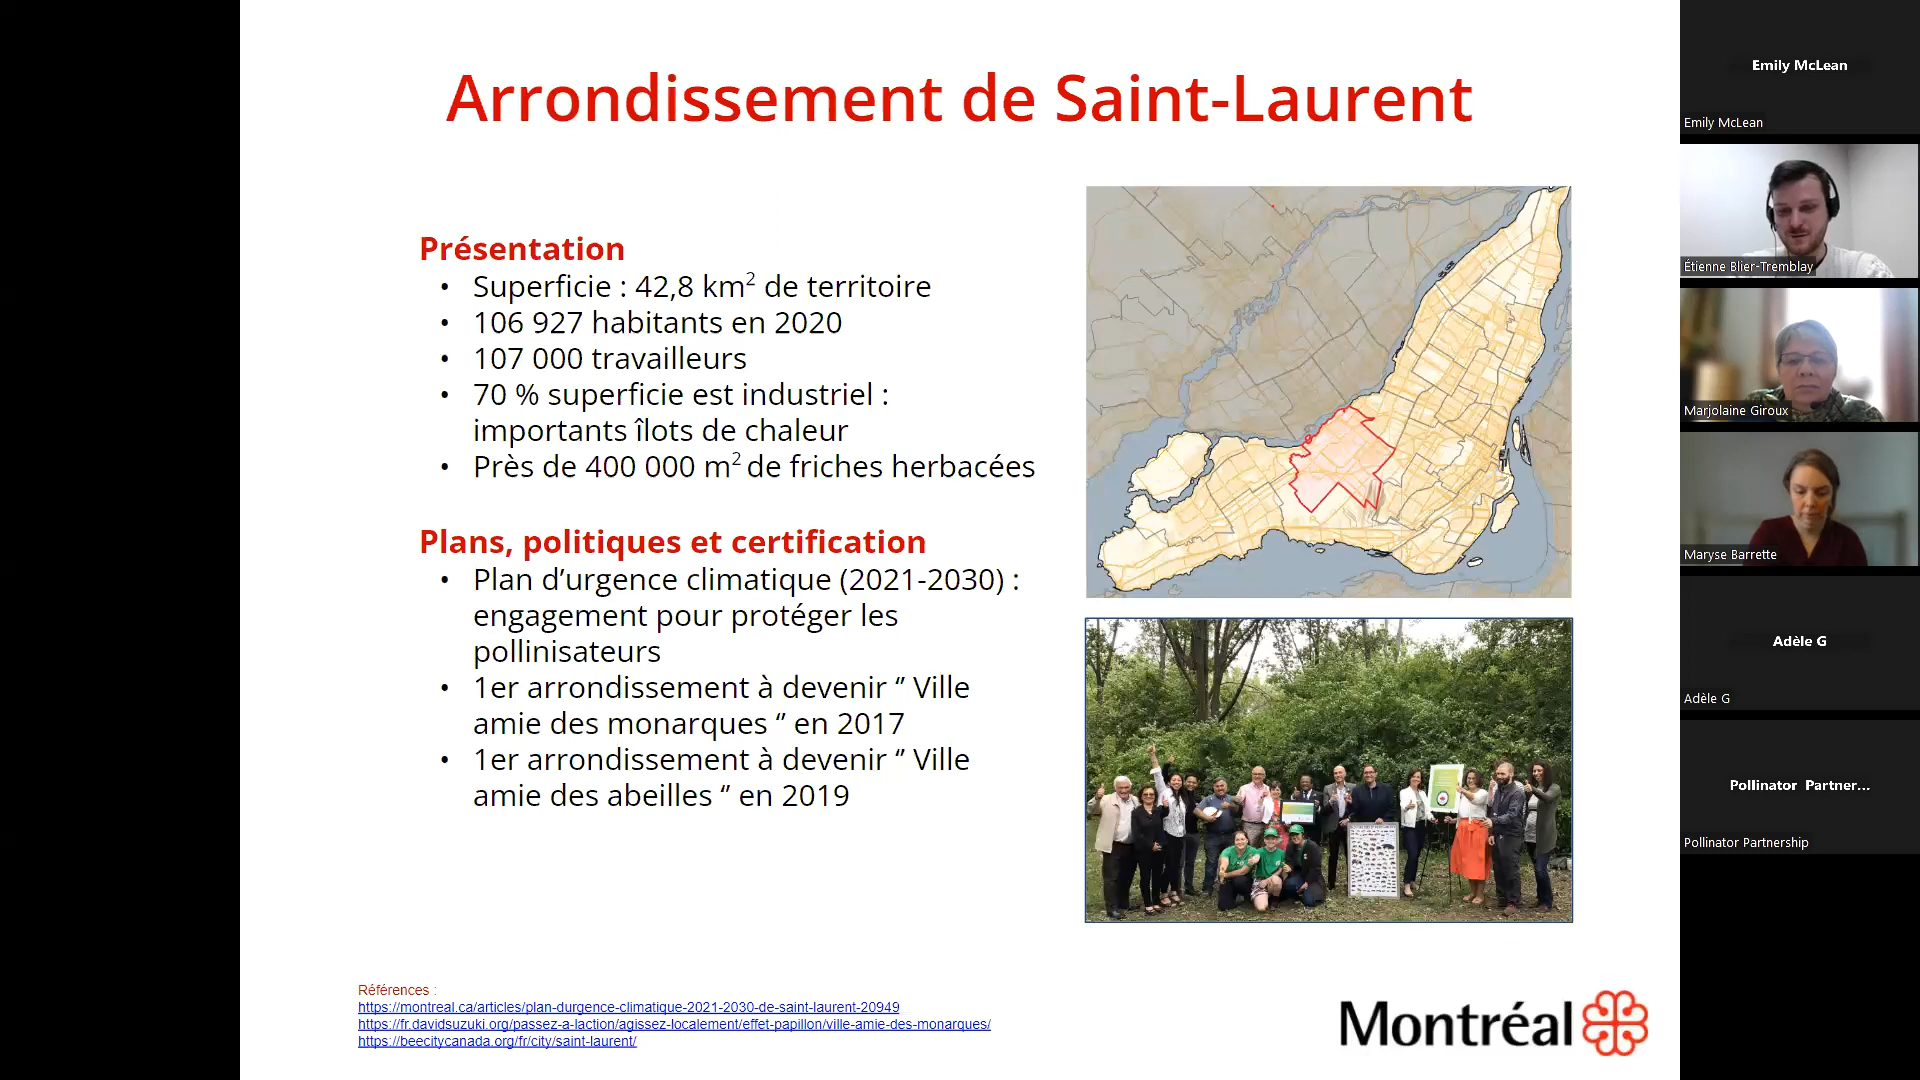 Arrondissement de Saint-Laurent
Présentation
• Superficie : 42,8 km² de territoire
• 106 927 habitants en 2020
• 107 000 travailleurs
• 70 % superficie est industriel :
importants îlots de chaleur
• Près de 400 000 m² de friches herbacées
Plans, politiques et certification
• Plan d’urgence climatique (2021-2030) :
engagement pour protéger les
pollinisateurs
• 1er arrondissement à devenir ‘’ Ville
amie des monarques ‘’ en 2017
• 1er arrondissement à devenir ‘’ Ville
amie des abeilles ‘’ en 2019
Références :
https://montreal.ca/articles/plan-durgence-climatique-2021-2030-de-saint-laurent-20949
https://fr.davidsuzuki.org/passez-a-laction/agissez-localement/effet-papillon/ville-amie-des-monarques/
https://beecitycanada.org/fr/city/saint-laurent/
Montréal
Emily McLean
Emily McLean
Étienne Blier-Tremblay
Marjolaine Giroux
Maryse Barrette
Adèle G
Adèle G
Pollinator Partner...
Pollinator Partnership